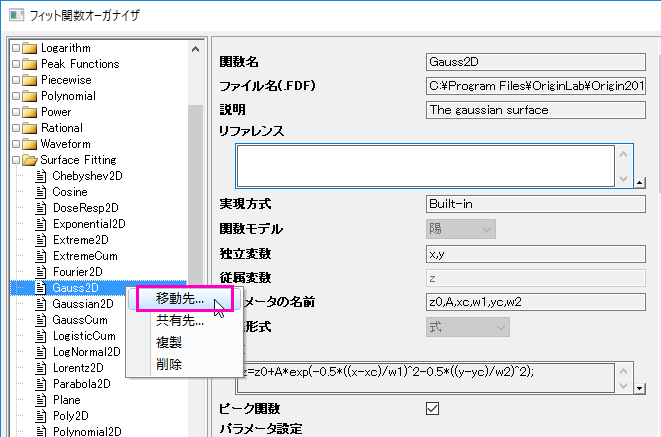 フィット関数オーガナイザ
Logarithm
Peak Functions
Piecewise
Polynomial
Power
Rational
Waveform
Surface Fitting
Chebyshev2D
Cosine
DoseResp2D
Exponential2D
Extreme2D
ExtremeCum
Fourier2D
Gauss2D
Gaussian2D
GaussCum
LogisticCum
LogNormal2D
Lorentz2D
Parabola2D
Plane
Poly2D
Polynomial2D
移動先...
共有先...
複製
削除
関数名 Gauss2D
ファイル名(.FDF) C:¥Program Files¥OriginLab¥Origin201
説明 The gaussian surface
リファレンス
実現方式 Built-in
関数モデル 陽
独立変数 x,y
従属変数 z
メータの名前 z0,A,xc,w1,yc,w2
形式 式
z=z0+A*exp(-0.5*((x-xc)/w1)^2-0.5*((y-yc)/w2)^2);
ピーク関数
パラメータ設定